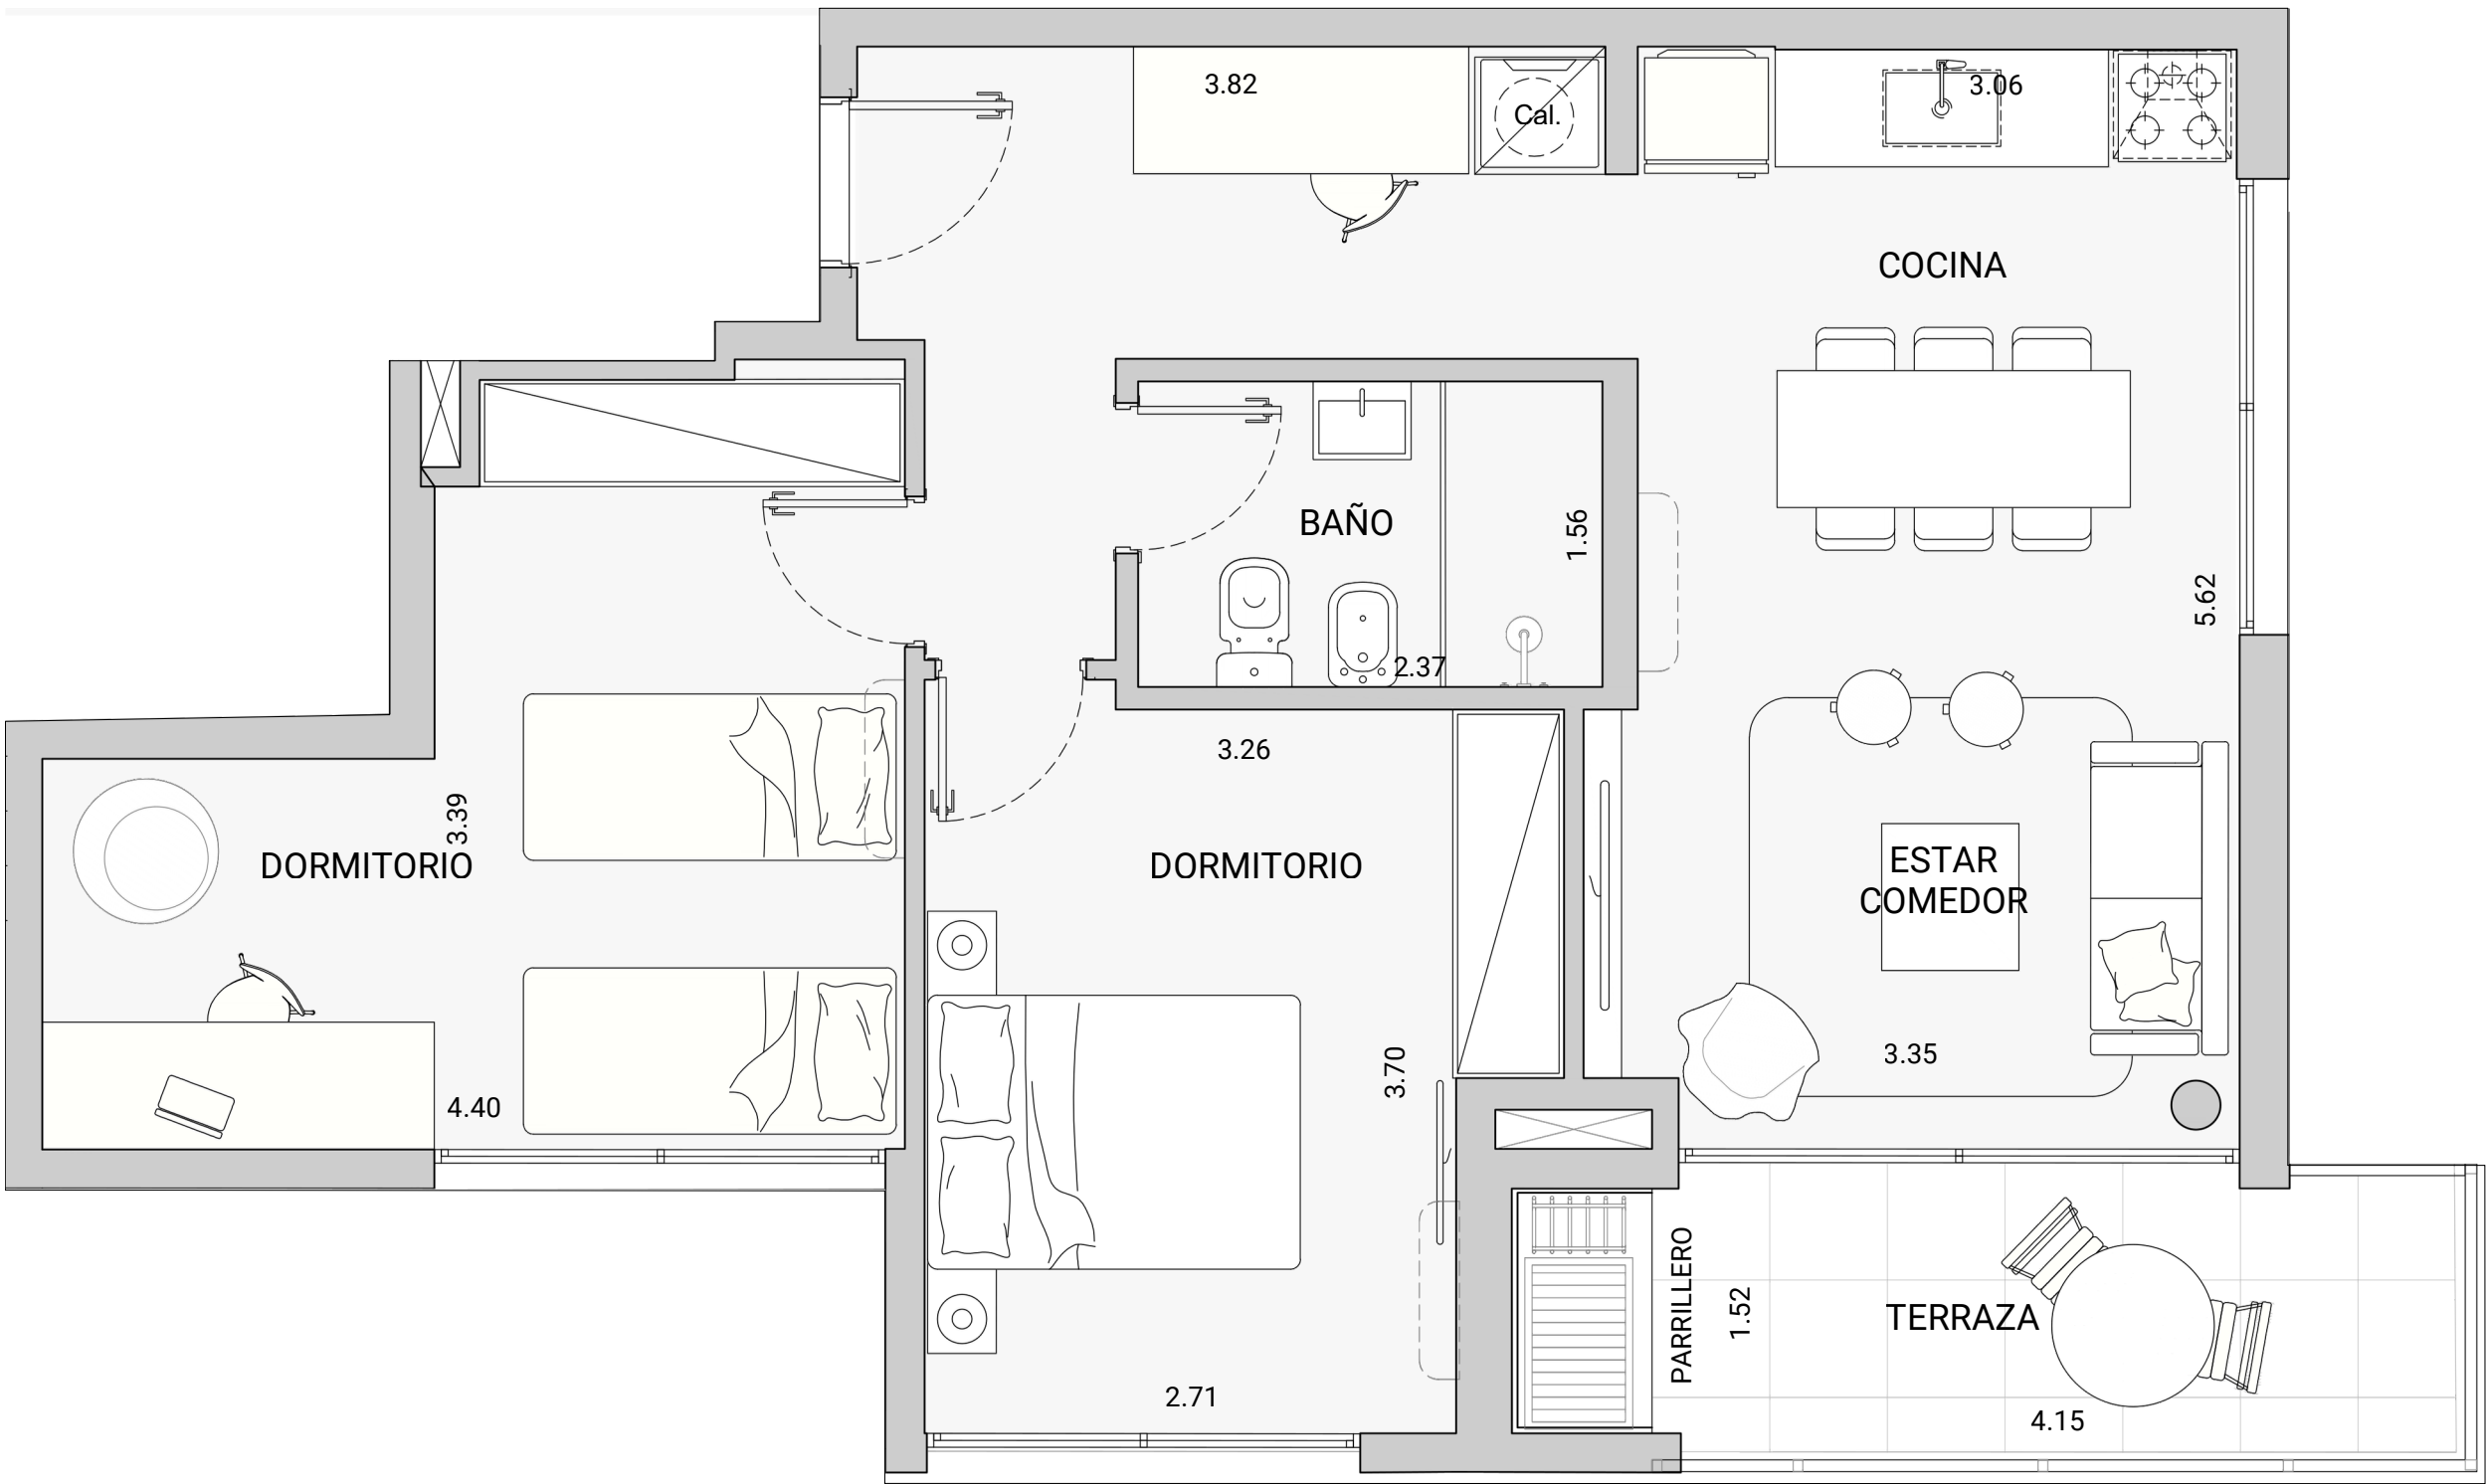 3.82
Cal.
3.06
COCINA
BAÑO
1.56
5.62
2.37
3.26
3.39
DORMITORIO
DORMITORIO
ESTAR
COMEDOR
3.35
3.70
4.40
PARRILLERO
1.52
TERRAZA
2.71
4.15